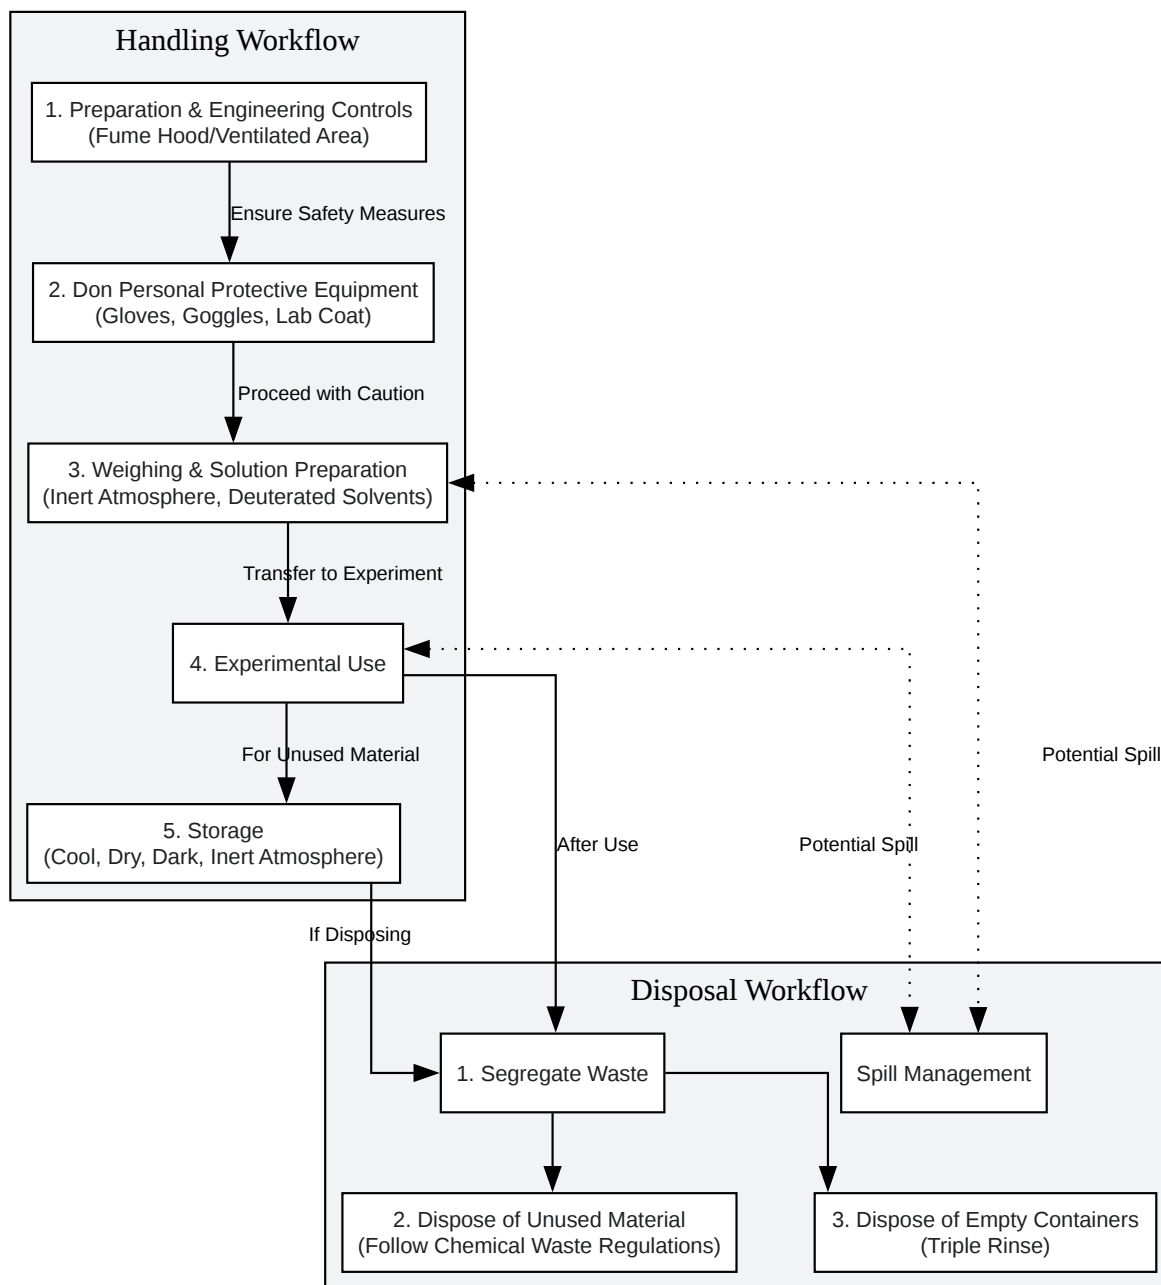 Handling Workflow
1. Preparation & Engineering Controls
(Fume Hood/Ventilated Area)
Ensure Safety Measures
2. Don Personal Protective Equipment
(Gloves, Goggles, Lab Coat)
Proceed with Caution
3. Weighing & Solution Preparation
(Inert Atmosphere, Deuterated Solvents)
Transfer to Experiment
4. Experimental Use
For Unused Material
Potential Spill
5. Storage
(Cool, Dry, Dark, Inert Atmosphere)
After Use
Potential Spill
If Disposing
Disposal Workflow
1. Segregate Waste
Spill Management
2. Dispose of Unused Material
(Follow Chemical Waste Regulations)
3. Dispose of Empty Containers
(Triple Rinse)